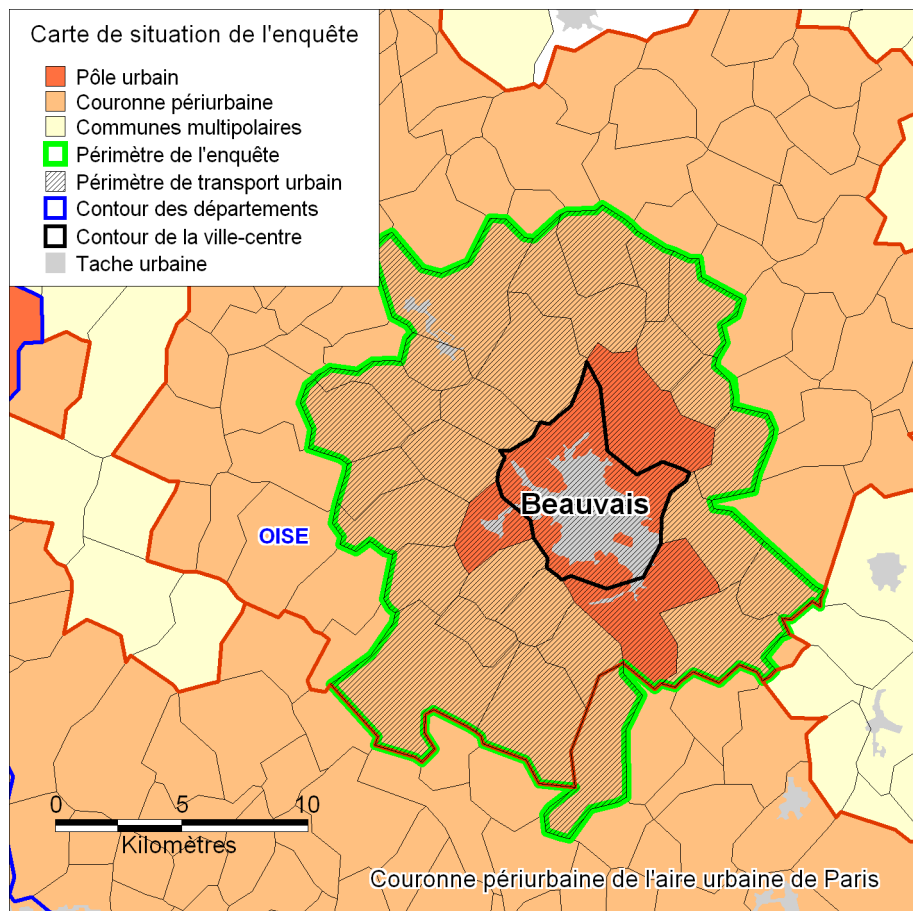 Carte de situation de l'enquête
Pôle urbain
Couronne périurbaine
Communes multipolaires
Périmètre de l'enquête
Périmètre de transport urbain
Contour des départements
Contour de la ville-centre
Tache urbaine
Beauvais
OISE
0 5 10
Kilomètres
Couronne périurbaine de l'aire urbaine de Paris